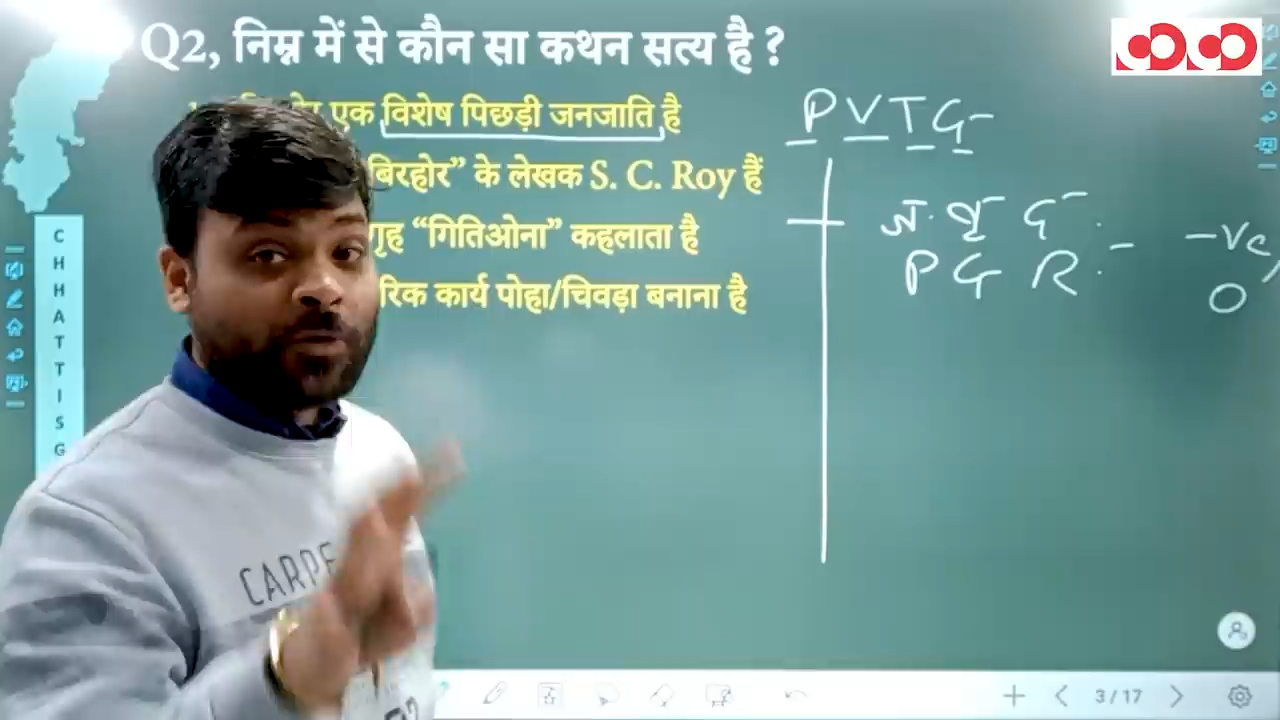 Q2, निम्न में से कौन सा कथन सत्य है ?
एक विशेष पिछड़ी जनजाति है
बिरहोर” के लेखक S. C. Roy हैं
गृह “गितिओना” कहलाता है
रिक कार्य पोहा/चिवड़ा बनाना है
PVTG
ज. वृ द.
PGR :- -ve,
0
CHHATTISG
CARPE
3/17